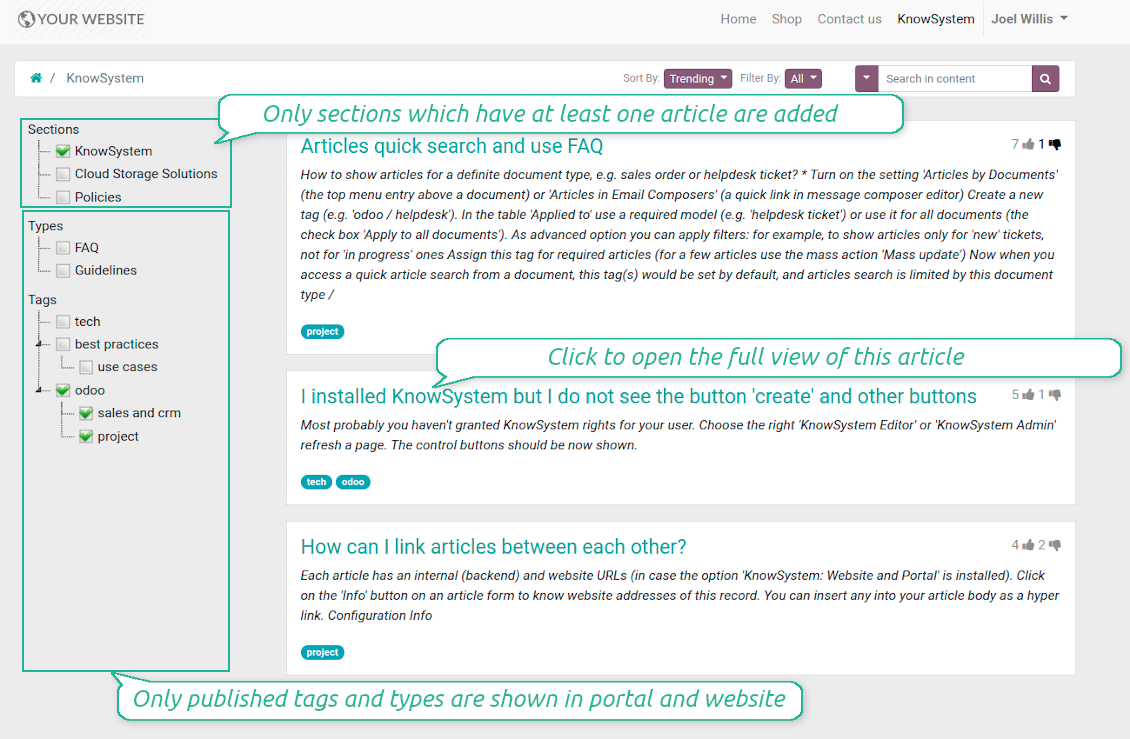 YOUR WEBSITE
Home Shop Contact us KnowSystem Joel Willis
/ KnowSystem
Sort By: Trending Filter By: All Search in content
Only sections which have at least one article are added
Sections
KnowSystem
Cloud Storage Solutions
Policies
Types
FAQ
Guidelines
Tags
tech
best practices
use cases
odoo
sales and crm
project
Articles quick search and use FAQ
7 1
How to show articles for a definite document type, e.g. sales order or helpdesk ticket? * Turn on the setting 'Articles by Documents'
(the top menu entry above a document) or 'Articles in Email Composers' (a quick link in message composer editor) Create a new
tag (e.g. 'odoo / helpdesk'). In the table 'Applied to' use a required model (e.g. 'helpdesk ticket') or use it for all documents (the
check box 'Apply to all documents'). As advanced option you can apply filters: for example, to show articles only for 'new' tickets,
not for 'in progress' ones Assign this tag for required articles (for a few articles use the mass action 'Mass update') Now when you
access a quick article search from a document, this tag(s) would be set by default, and articles search is limited by this document
type /
project
Click to open the full view of this article
I installed KnowSystem but I do not see the button 'create' and other buttons
5 1
Most probably you haven't granted KnowSystem rights for your user. Choose the right 'KnowSystem Editor' or 'KnowSystem Admin'
refresh a page. The control buttons should be now shown.
tech odoo
How can I link articles between each other?
4 2
Each article has an internal (backend) and website URLs (in case the option 'KnowSystem: Website and Portal' is installed). Click
on the 'Info' button on an article form to know website addresses of this record. You can insert any into your article body as a hyper
link. Configuration Info
project
Only published tags and types are shown in portal and website